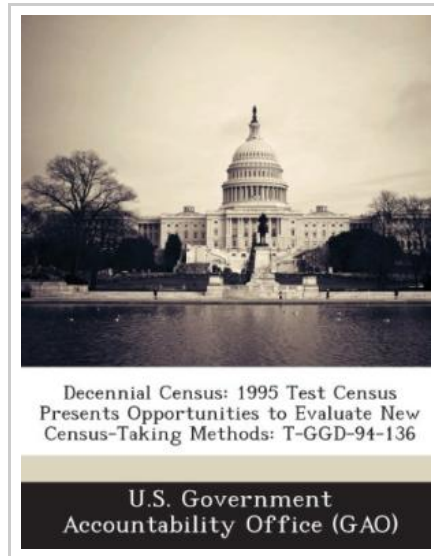 Decennial Census: 1995 Test Census
Presents Opportunities to Evaluate New
Census-Taking Methods: T-GGD-94-136
U.S. Government
Accountability Office (GAO)